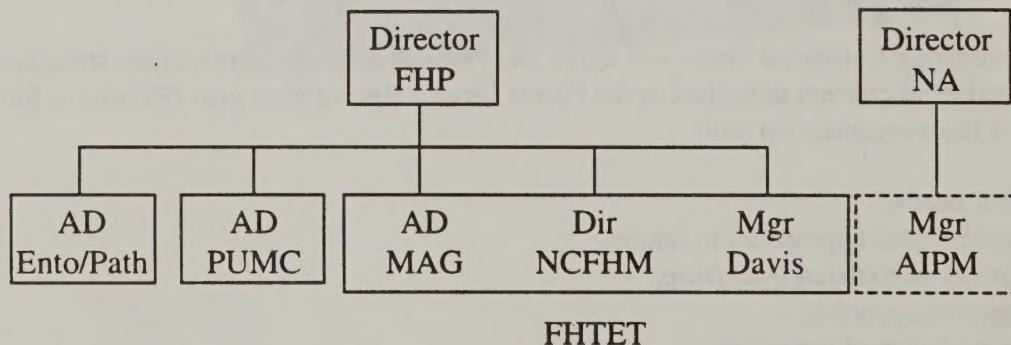 Director
FHP
Director
NA
AD
Ento/Path
AD
PUMC
AD
MAG
Dir
NCFHM
Mgr
Davis
Mgr
AIPM
FHTET